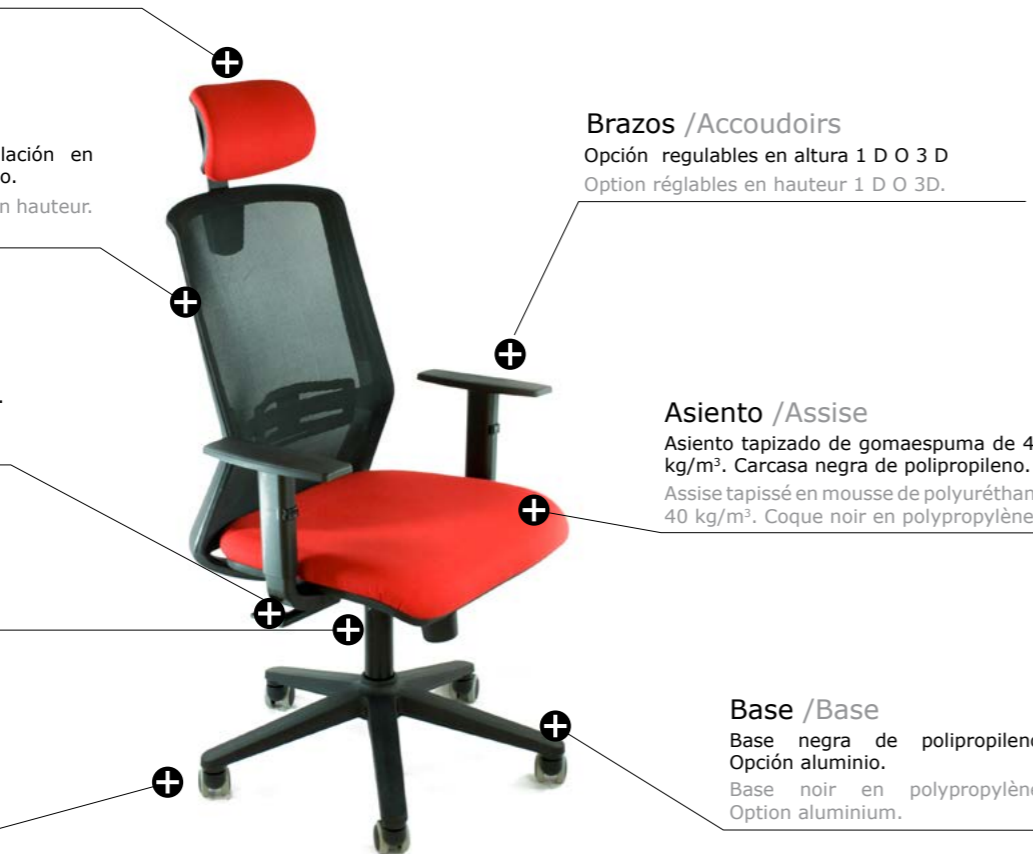 lación en
o.
n hauteur.
.
Brazos /Accoudoirs
Opción regulables en altura 1 D O 3 D
Option réglables en hauteur 1 D O 3D.
Asiento /Assise
Asiento tapizado de gomaespuma de 4
kg/m³. Carcasa negra de polipropileno.
Assise tapissé en mousse de polyuréthan
40 kg/m³. Coque noir en polypropylène
Base /Base
Base negra de polipropilen
Opción aluminio.
Base noir en polypropylène
Option aluminium.